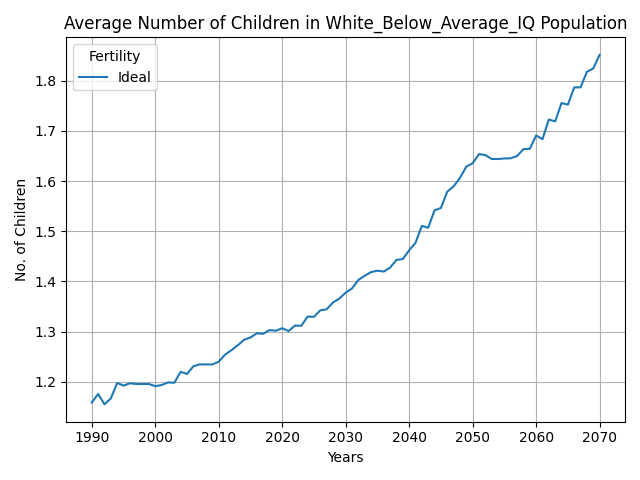 Average Number of Children in White_Below_Average_IQ Population
Fertility
Ideal
No. of Children
1.8
1.7
1.6
1.5
1.4
1.3
1.2
1990 2000 2010 2020 2030 2040 2050 2060 2070
Years